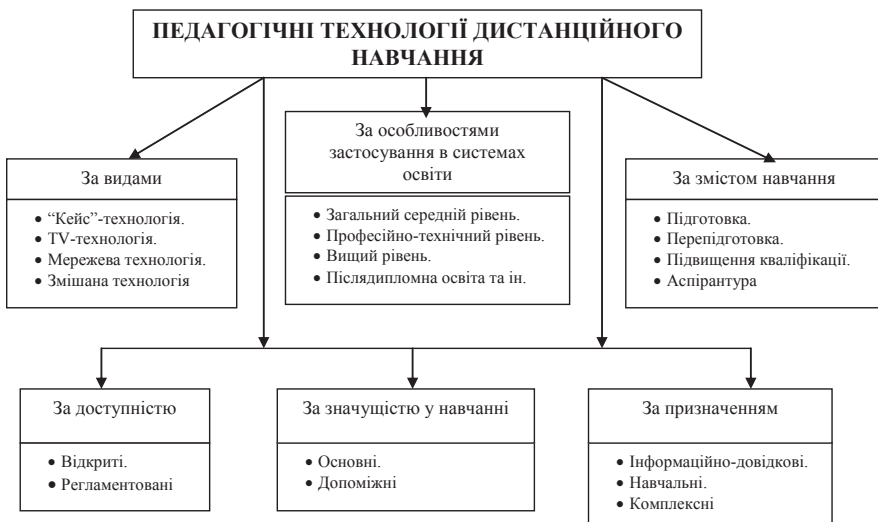 ПЕДАГОГІЧНІ ТЕХНОЛОГІЇ ДИСТАНЦІЙНОГО
НАВЧАННЯ
За видами
• “Кейс”-технологія.
• TV-технологія.
• Мережева технологія.
• Змішана технологія
За особливостями
застосування в системах
освіти
• Загальний середній рівень.
• Професійно-технічний рівень.
• Вищий рівень.
• Післядипломна освіта та ін.
За змістом навчання
• Підготовка.
• Перепідготовка.
• Підвищення кваліфікації.
• Аспірантура
За доступністю
• Відкриті.
• Регламентовані
За значущістю у навчанні
• Основні.
• Допоміжні
За призначенням
• Інформаційно-довідкові.
• Навчальні.
• Комплексні